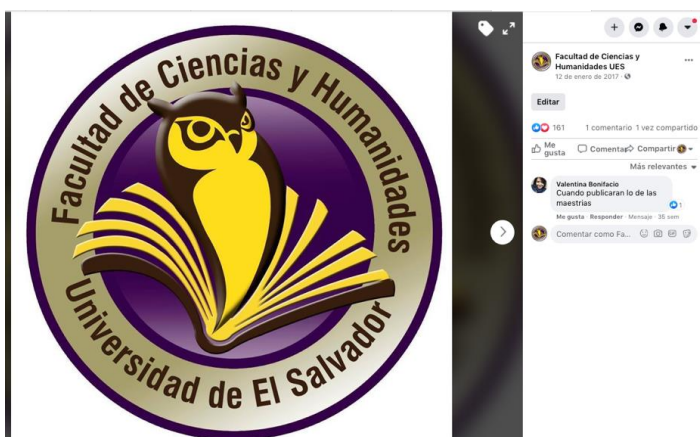 Facultad de Ciencias y Humanidades
Universidad de El Salvador
Facultad de Ciencias y
Humanidades UES
12 de enero de 2017 ·
Editar
161 1 comentario 1 vez compartido
Me gusta Comentar Compartir
Más relevantes
Valentina Bonifacio
Cuando publicaran lo de las
maestrias
1
Me gusta · Responder · Mensaje · 35 sem
Comentar como Fa...